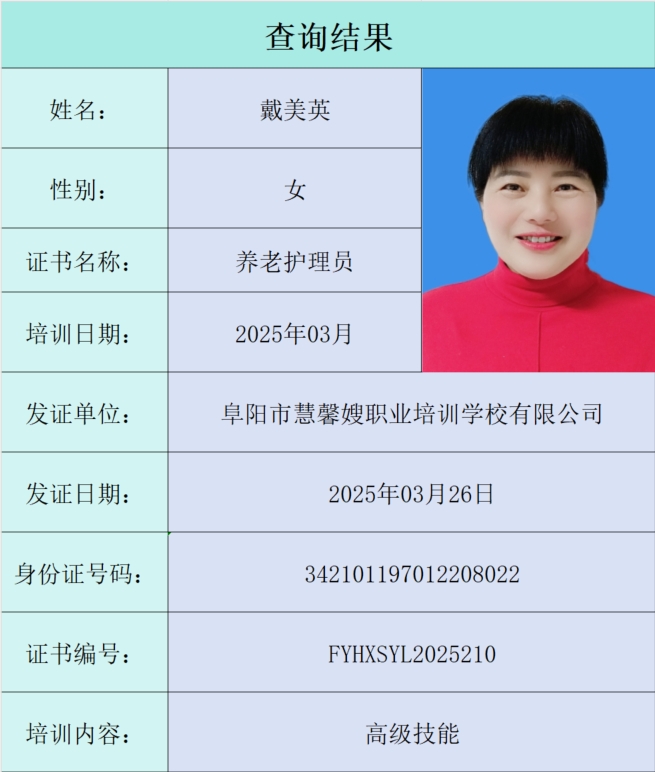 查询结果
姓名： 戴美英
性别： 女
证书名称： 养老护理员
培训日期： 2025年03月
发证单位： 阜阳市慧馨嫂职业培训学校有限公司
发证日期： 2025年03月26日
身份证号码： 342101197012208022
证书编号： FYHXSYL2025210
培训内容： 高级技能